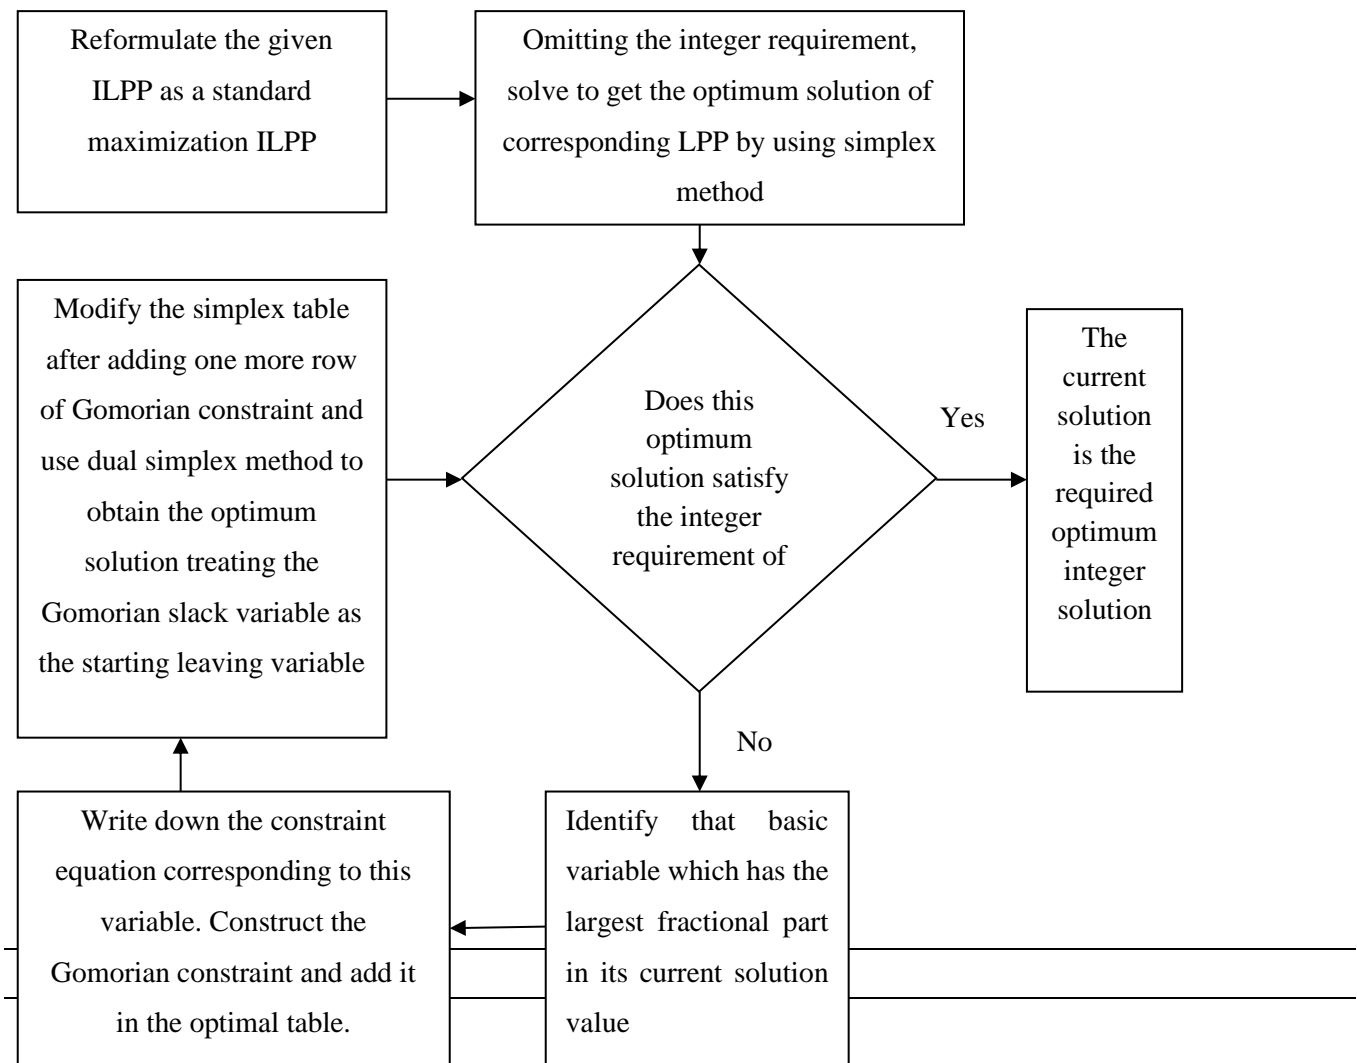 Reformulate the given
ILPP as a standard
maximization ILPP
Omitting the integer requirement,
solve to get the optimum solution of
corresponding LPP by using simplex
method
Modify the simplex table
after adding one more row
of Gomorian constraint and
use dual simplex method to
obtain the optimum
solution treating the
Gomorian slack variable as
the starting leaving variable
Does this
optimum
solution satisfy
the integer
requirement of
Yes
The
current
solution
is the
required
optimum
integer
solution
No
Write down the constraint
equation corresponding to this
variable. Construct the
Gomorian constraint and add it
in the optimal table.
Identify that basic
variable which has the
largest fractional part
in its current solution
value